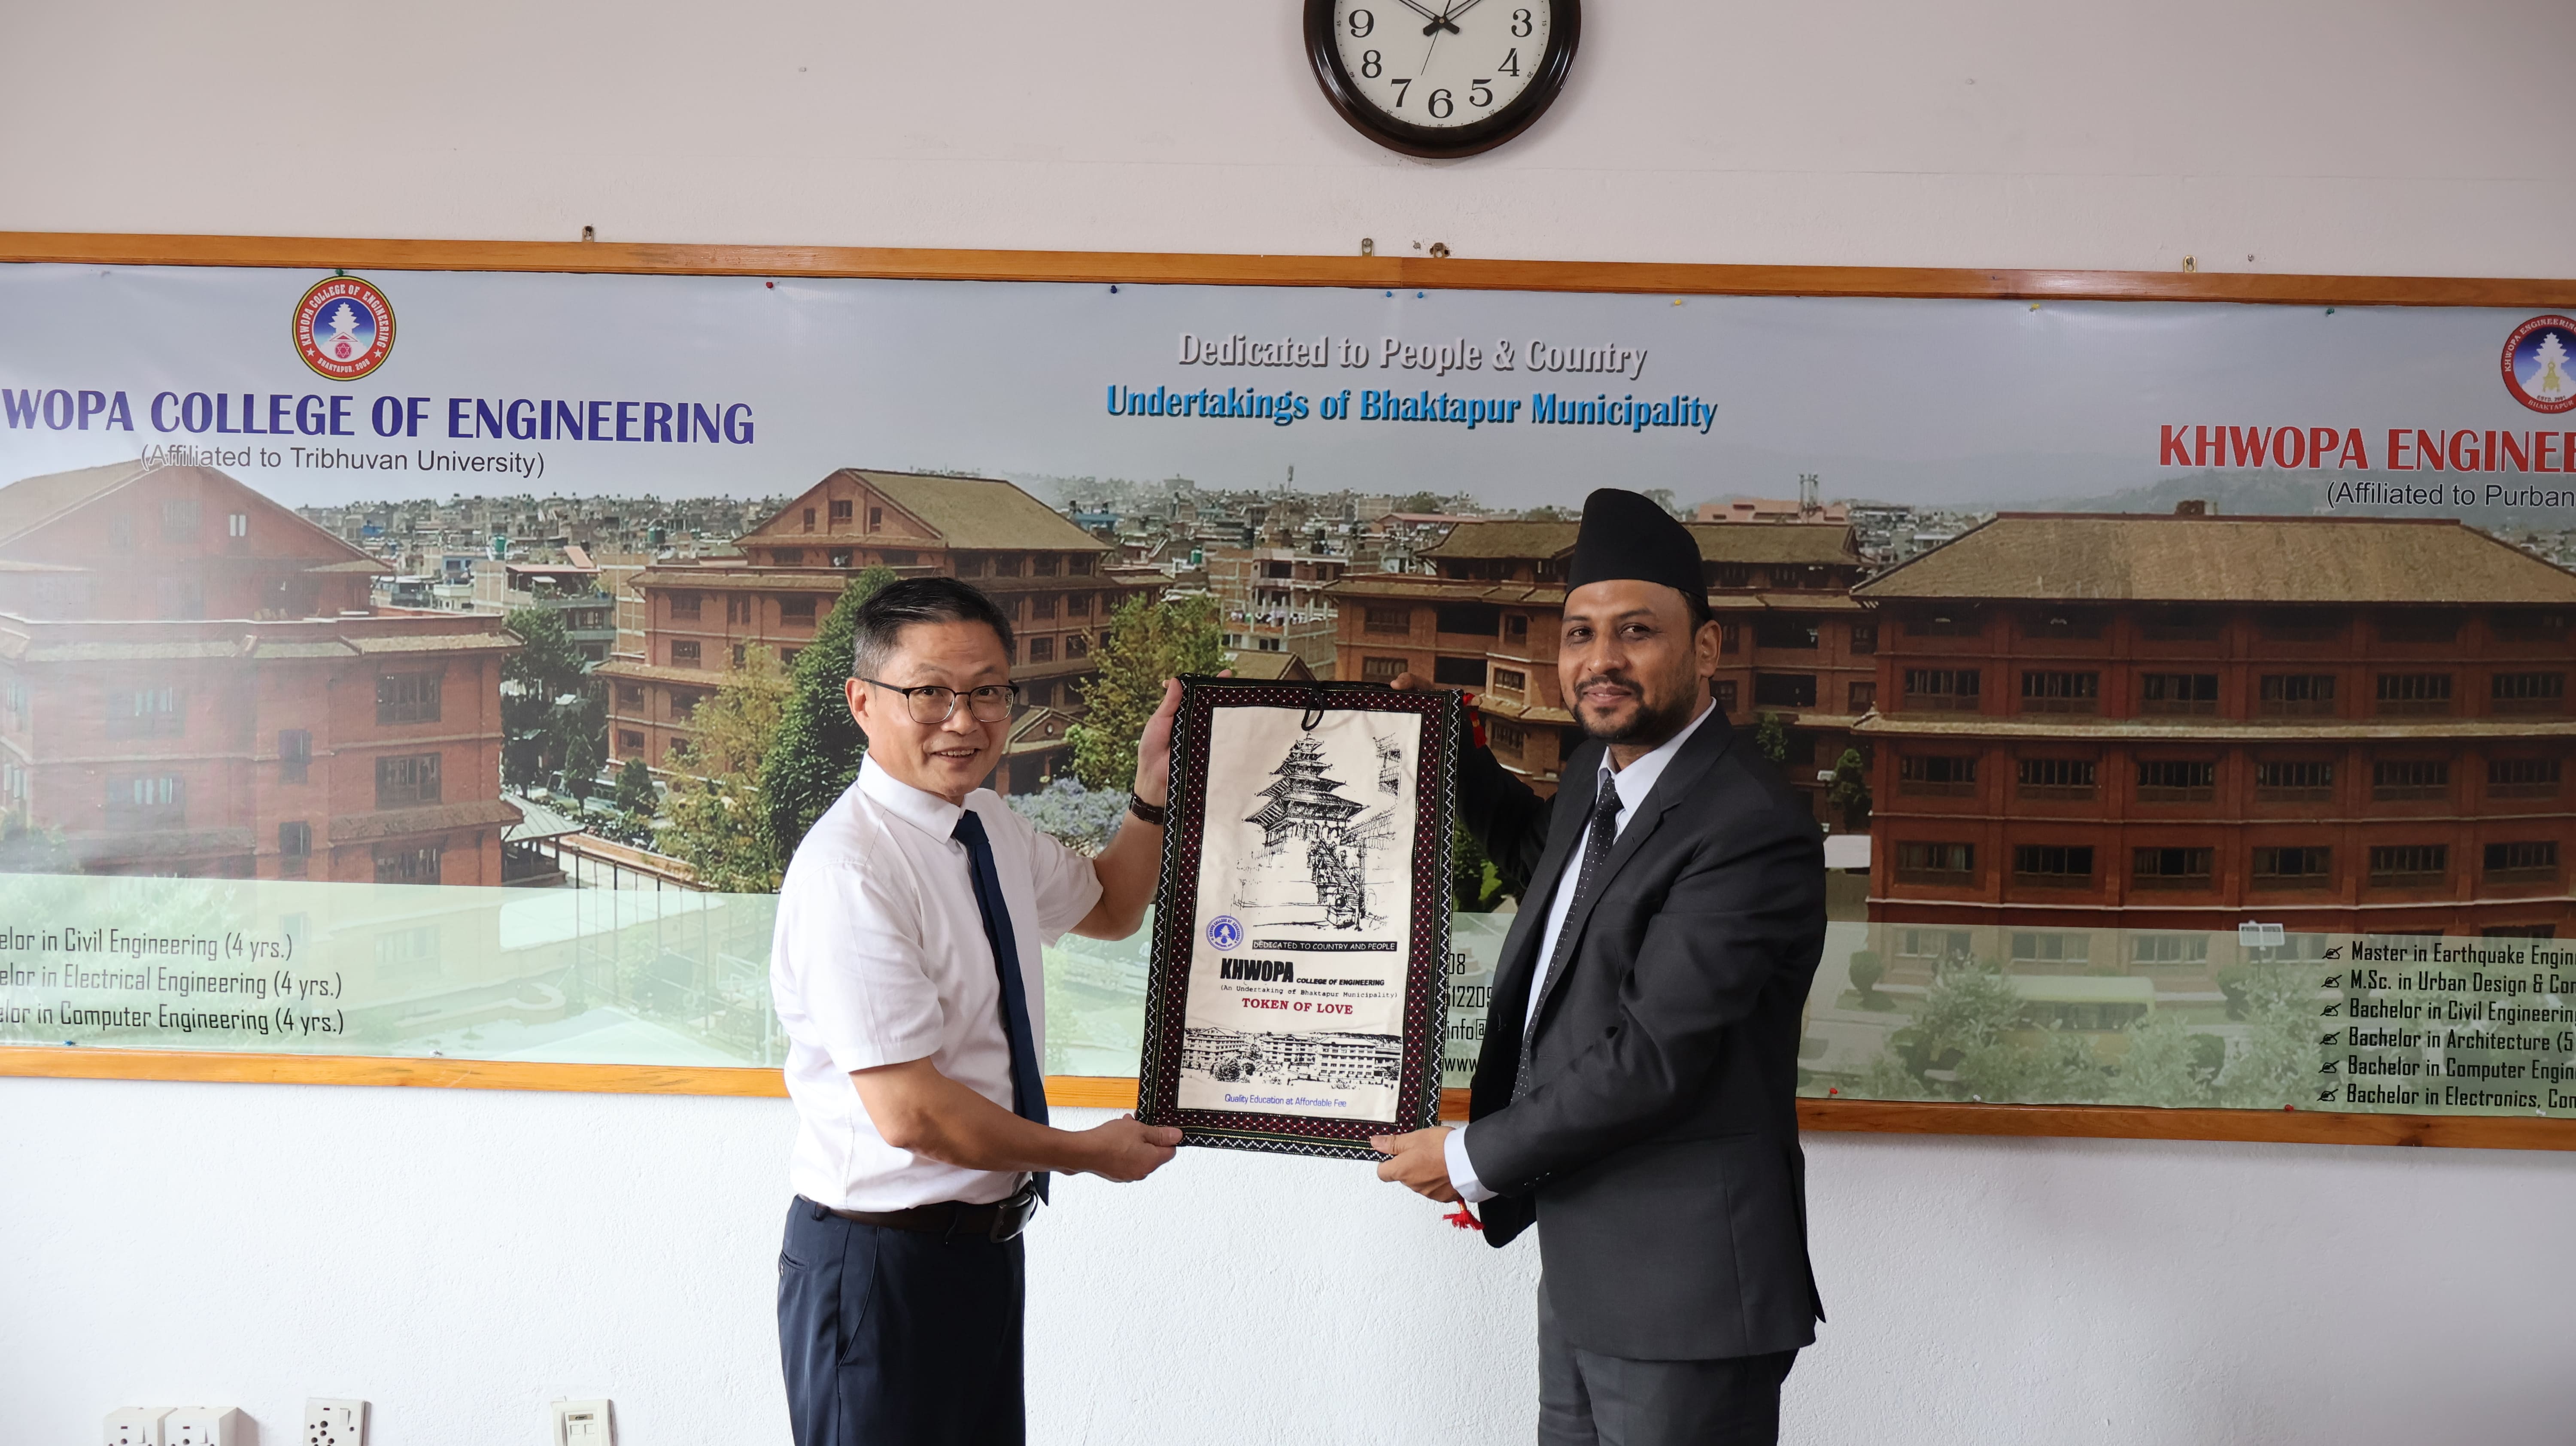 9
3
8
4
7
6
5
KHWOPA COLLEGE OF ENGINEERING
BHAKTAPUR, 2008
WOPA COLLEGE OF ENGINEERING
(Affiliated to Tribhuvan University)
Dedicated to People & Country
Undertakings of Bhaktapur Municipality
KHWOPA ENGINEERING
BHAKTAPUR
KHWOPA ENGINEE
(Affiliated to Purban
elor in Civil Engineering (4 yrs.)
elor in Electrical Engineering (4 yrs.)
elor in Computer Engineering (4 yrs.)
DEDICATED TO COUNTRY AND PEOPLE
KHWOPA COLLEGE OF ENGINEERING
(An Undertaking of Bhaktapur Municipality)
TOKEN OF LOVE
Quality Education at Affordable Fee
08
61220
info@
www
Master in Earthquake Engin
M.Sc. in Urban Design & Con
Bachelor in Civil Engineerin
Bachelor in Architecture (5
Bachelor in Computer Engin
Bachelor in Electronics, Com